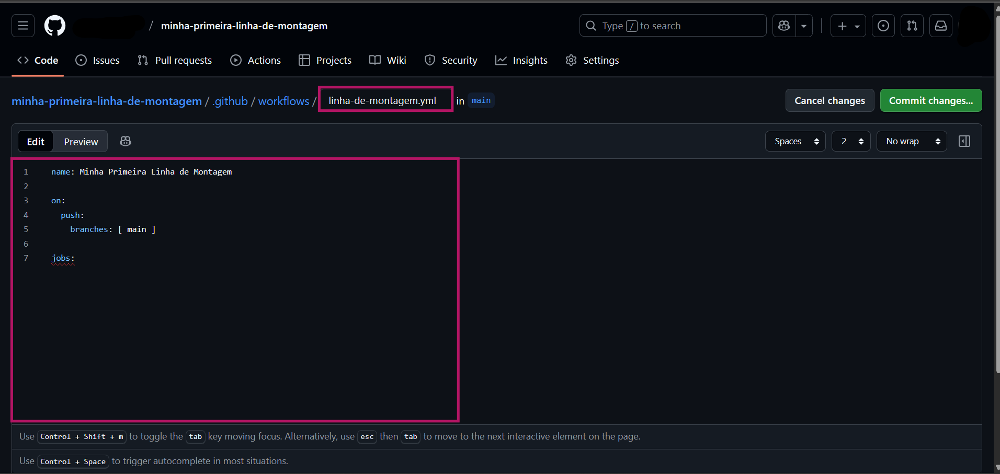 / minha-primeira-linha-de-montagem
Type / to search
Code Issues Pull requests Actions Projects Wiki Security Insights Settings
minha-primeira-linha-de-montagem / .github / workflows / linha-de-montagem.yml in main
Cancel changes Commit changes...
Edit Preview
Spaces 2 No wrap
1 name: Minha Primeira Linha de Montagem
2
3 on:
4 push:
5 branches: [ main ]
6
7 jobs:
Use Control + Shift + m to toggle the tab key moving focus. Alternatively, use esc then tab to move to the next interactive element on the page.
Use Control + Space to trigger autocomplete in most situations.